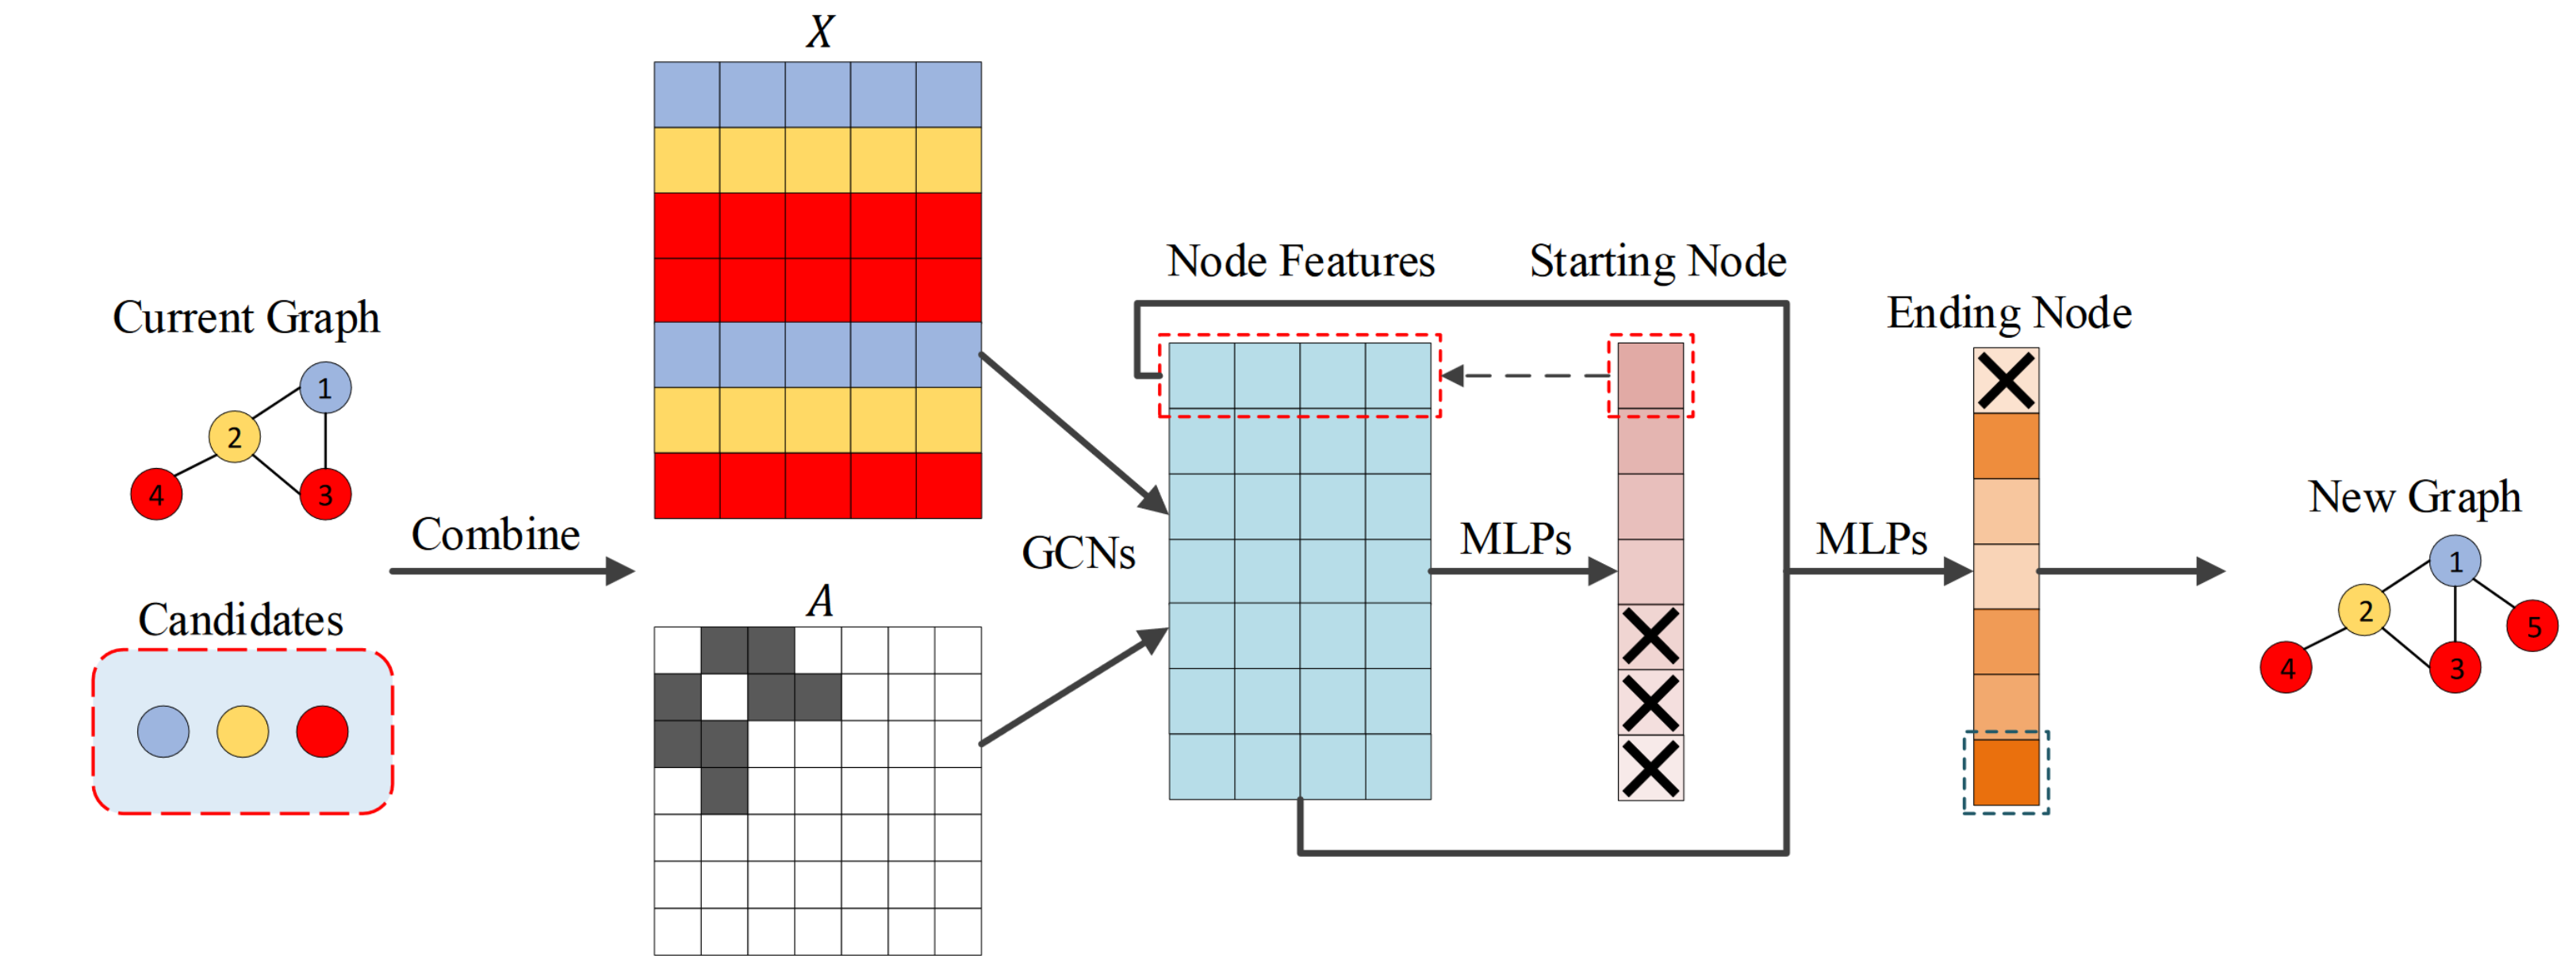 X
Node Features
Starting Node
Ending Node
Current Graph
1
2
4
3
Combine
GCNs
MLPs
MLPs
New Graph
1
2
5
4
3
A
Candidates